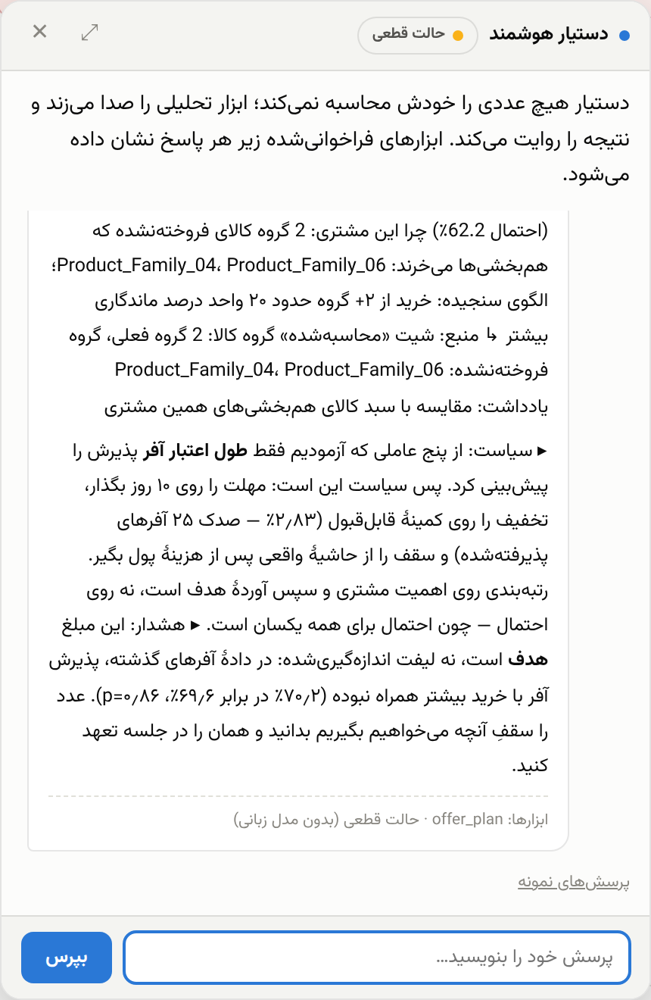 دستیار هوشمند
حالت قطعی
دستیار هیچ عددی را خودش محاسبه نمی‌کند؛ ابزار تحلیلی را صدا می‌زند و
نتیجه را روایت می‌کند. ابزارهای فراخوانی‌شده زیر هر پاسخ نشان داده
می‌شود.
(احتمال 62.2٪) چرا این مشتری: 2 گروه کالای فروخته‌نشده که
هم‌بخشی‌ها می‌خرند: Product_Family_04، Product_Family_06؛
الگوی سنجیده: خرید از ۲+ گروه حدود ۲۰ واحد درصد ماندگاری
بیشتر ↳ منبع: شیت «محاسبه‌شده» گروه کالا: 2 گروه فعلی، گروه
فروخته‌نشده: Product_Family_04، Product_Family_06
یادداشت: مقایسه با سبد کالای هم‌بخشی‌های همین مشتری
▸ سیاست: از پنج عاملی که آزمودیم فقط طول اعتبار آفر پذیرش را
پیش‌بینی کرد. پس سیاست این است: مهلت را روی ۱۰ روز بگذار،
تخفیف را روی کمینهٔ قابل‌قبول (۲٫۸۳٪ — صدک ۲۵ آفرهای
پذیرفته‌شده) و سقف را از حاشیهٔ واقعی پس از هزینهٔ پول بگیر.
رتبه‌بندی روی اهمیت مشتری و سپس آوردهٔ هدف است، نه روی
احتمال — چون احتمال برای همه یکسان است. ▸ هشدار: این مبلغ
هدف است، نه لیفت اندازه‌گیری‌شده: در دادهٔ آفرهای گذشته، پذیرش
آفر با خرید بیشتر همراه نبوده (۷۰٫۲٪ در برابر ۶۹٫۶٪، p=۰٫۸۶). عدد
را سقفِ آنچه می‌خواهیم بگیریم بدانید و همان را در جلسه تعهد
کنید.
ابزارها: offer_plan · حالت قطعی (بدون مدل زبانی)
پرسش‌های نمونه
پرسش خود را بنویسید…
بپرس